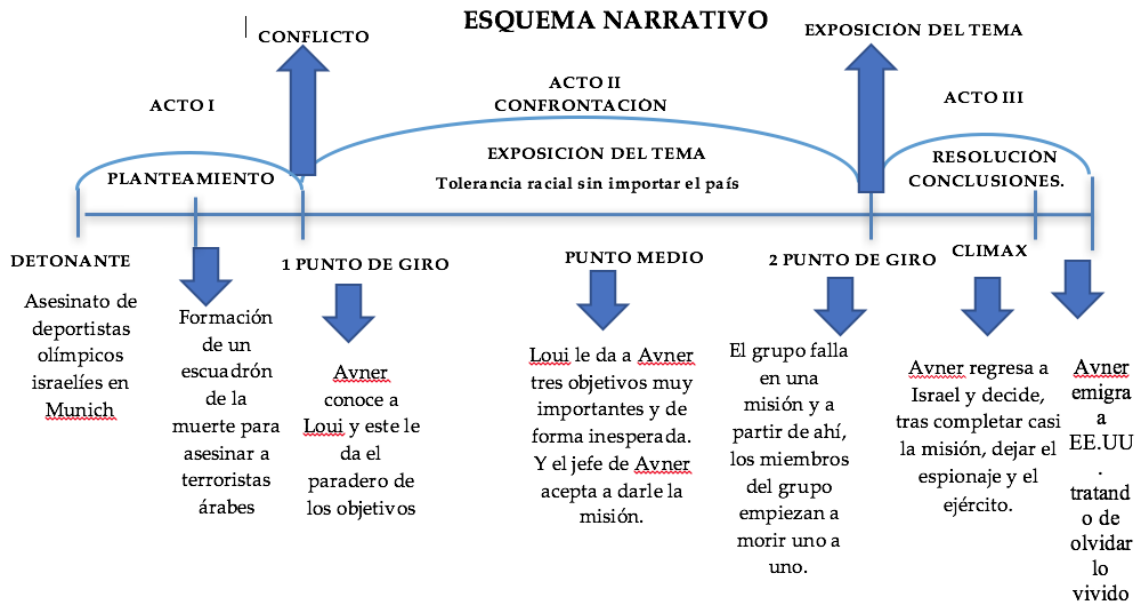 ESQUEMA NARRATIVO
CONFLICTO
EXPOSICIÓN DEL TEMA
ACTO I
ACTO II
CONFRONTACIÓN
ACTO III
PLANTEAMIENTO
EXPOSICIÓN DEL TEMA
Tolerancia racial sin importar el país
RESOLUCIÓN
CONCLUSIONES.
DETONANTE
Asesinato de
deportistas
olímpicos
israelíes en
Munich
Formación
de un
escuadrón
de la
muerte para
asesinar a
terroristas
árabes
1 PUNTO DE GIRO
Avner
conoce a
Loui y este le
da el
paradero de
los objetivos
PUNTO MEDIO
Loui le da a Avner
tres objetivos muy
importantes y de
forma inesperada.
Y el jefe de Avner
acepta a darle la
misión.
2 PUNTO DE GIRO
El grupo falla
en una
misión y a
partir de ahí,
los miembros
del grupo
empiezan a
morir uno a
uno.
CLIMAX
Avner regresa a
Israel y decide,
tras completar casi
la misión, dejar el
espionaje y el
ejército.
Avner
emigra
a
EE.UU
.
tratand
o de
olvidar
lo
vivido